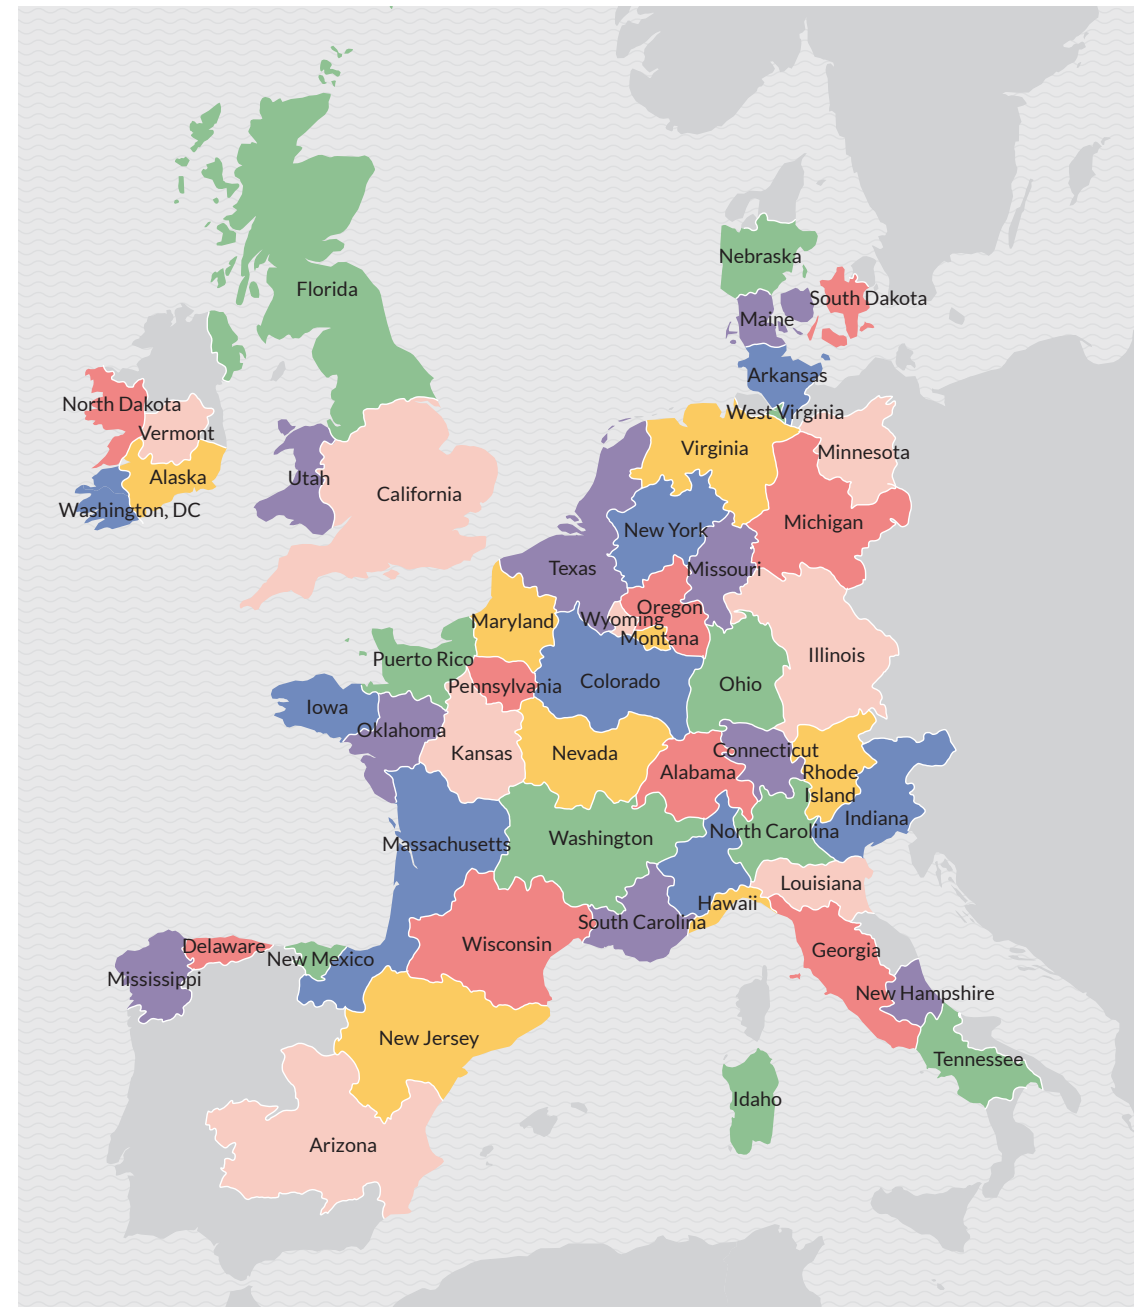 Nebraska
Florida
South Dakota
Maine
Arkansas
North Dakota
West Virginia
Vermont
Virginia
Minnesota
Alaska
Utah
California
Washington, DC
Michigan
New York
Texas
Missouri
Oregon
Wyoming
Maryland
Montana
Illinois
Puerto Rico
Colorado
Ohio
Pennsylvania
Iowa
Oklahoma
Kansas
Nevada
Connecticut
Alabama
Rhode
Island
Indiana
North Carolina
Washington
Massachusetts
Louisiana
Hawaii
South Carolina
Wisconsin
Delaware
Georgia
New Mexico
Mississippi
New Hampshire
New Jersey
Tennessee
Idaho
Arizona